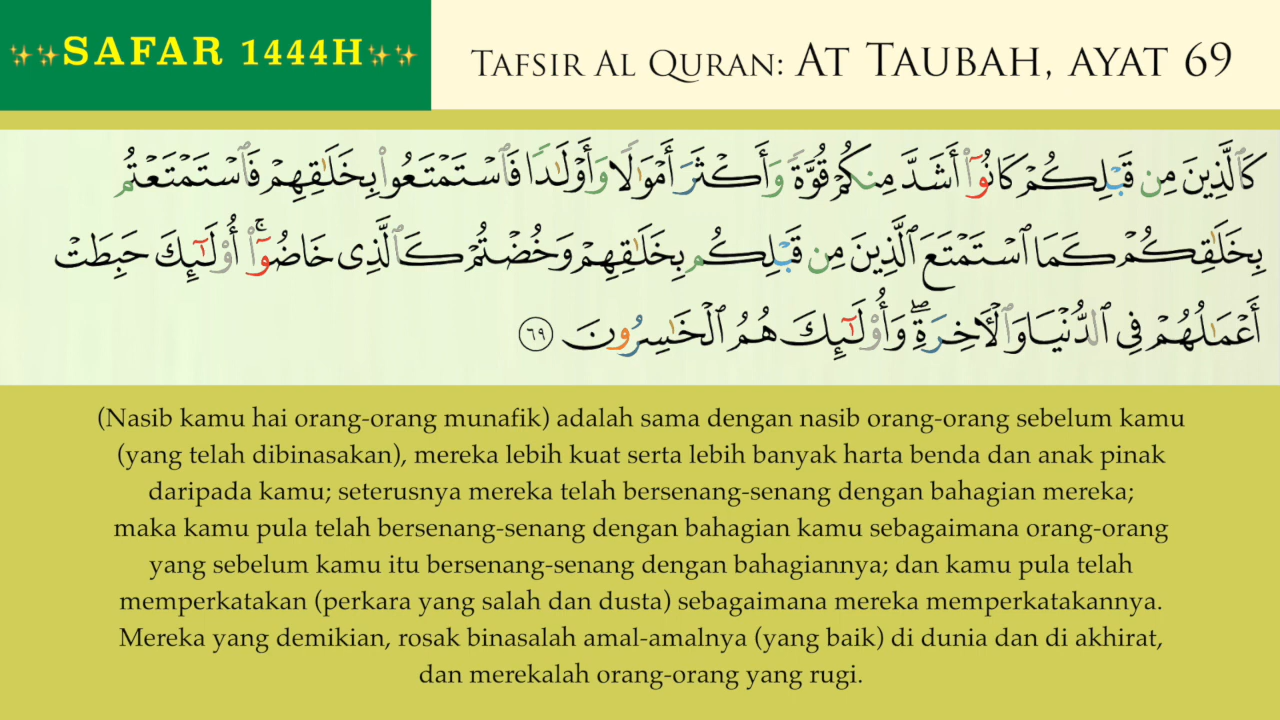 ✨✨SAFAR 1444H✨✨
TAFSIR AL QURAN: AT TAUBAH, AYAT 69
كَٱلَّذِينَ مِن قَبۡلِكُمۡ كَانُوٓاْ أَشَدَّ مِنكُمۡ قُوَّةٗ وَأَكۡثَرَ أَمۡوَٰلٗا وَأَوۡلَٰدٗا فَٱسۡتَمۡتَعُواْ بِخَلَٰقِهِمۡ فَٱسۡتَمۡتَعۡتُم
بِخَلَٰقِكُمۡ كَمَا ٱسۡتَمۡتَعَ ٱلَّذِينَ مِن قَبۡلِكُم بِخَلَٰقِهِمۡ وَخُضۡتُمۡ كَٱلَّذِى خَاضُوٓاْۚ أُوْلَٰٓئِكَ حَبِطَتۡ
أَعۡمَٰلُهُمۡ فِى ٱلدُّنۡيَا وَٱلۡأٓخِرَةِۖ وَأُوْلَٰٓئِكَ هُمُ ٱلۡخَٰسِرُونَ ٦٩
(Nasib kamu hai orang-orang munafik) adalah sama dengan nasib orang-orang sebelum kamu
(yang telah dibinasakan), mereka lebih kuat serta lebih banyak harta benda dan anak pinak
daripada kamu; seterusnya mereka telah bersenang-senang dengan bahagian mereka;
maka kamu pula telah bersenang-senang dengan bahagian kamu sebagaimana orang-orang
yang sebelum kamu itu bersenang-senang dengan bahagiannya; dan kamu pula telah
memperkatakan (perkara yang salah dan dusta) sebagaimana mereka memperkatakannya.
Mereka yang demikian, rosak binasalah amal-amalnya (yang baik) di dunia dan di akhirat,
dan merekalah orang-orang yang rugi.